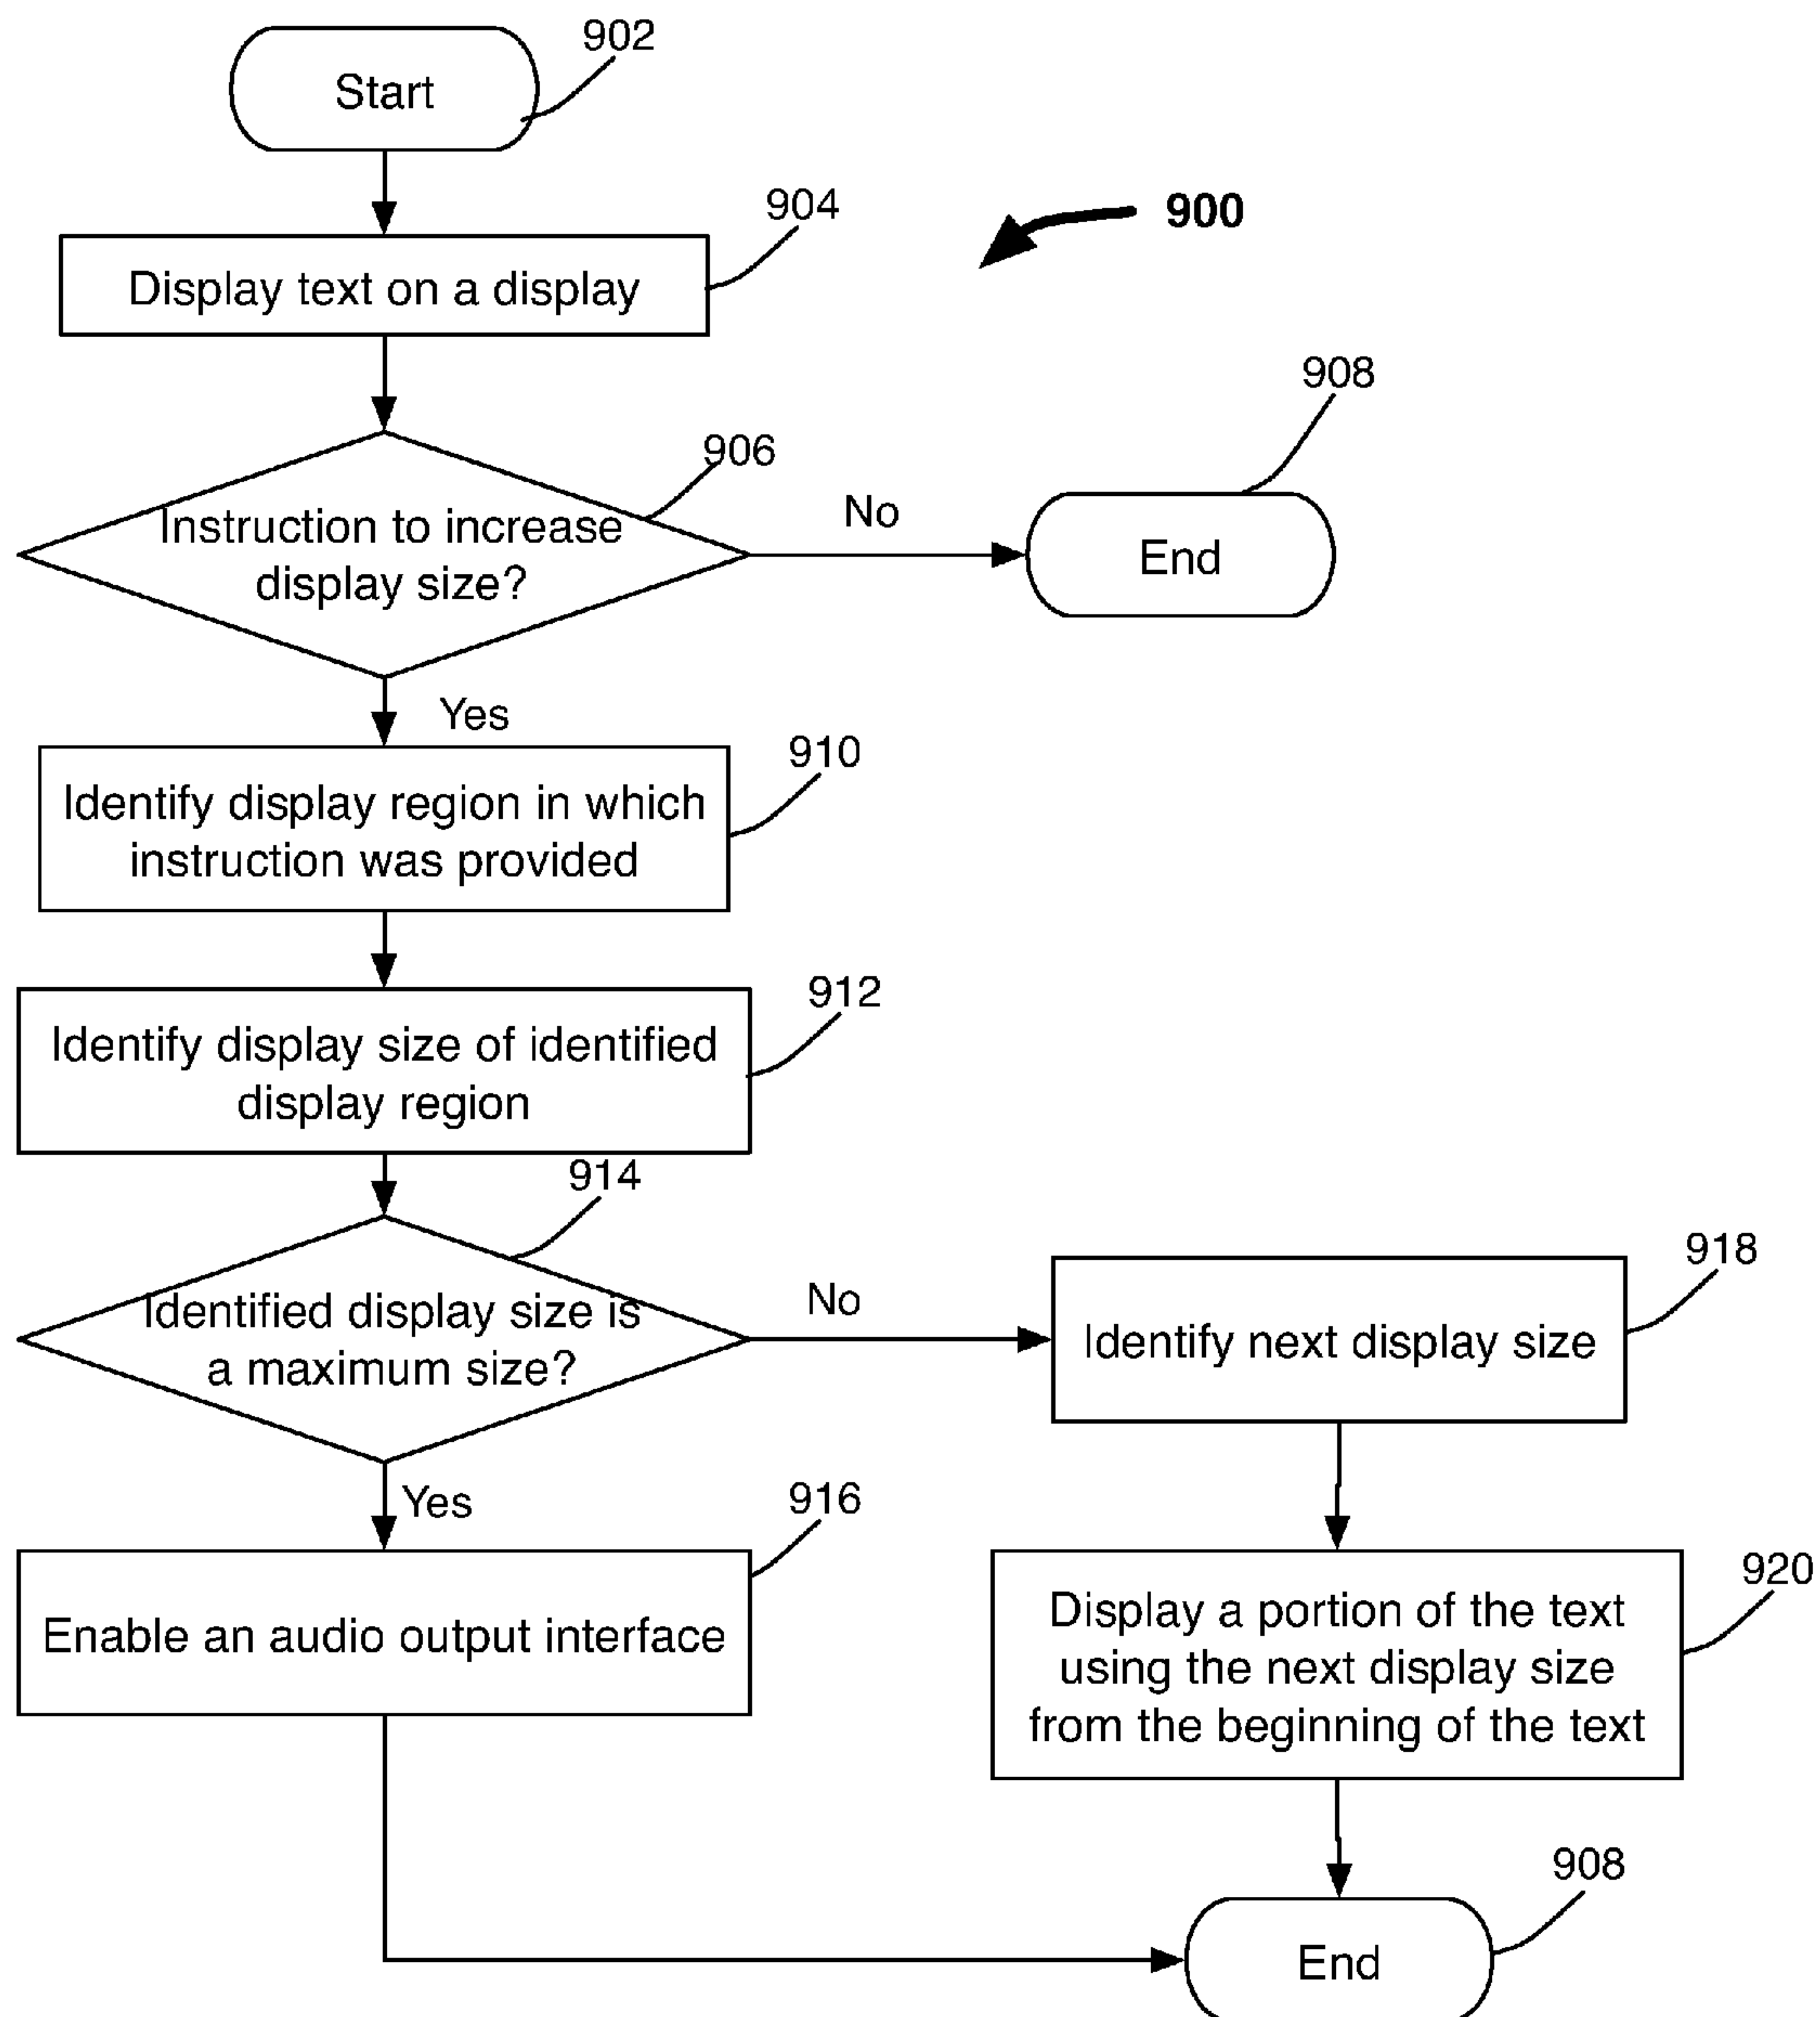 902
Start
904
900
Display text on a display
908
906
Instruction to increase
display size?
No
End
Yes
910
Identify display region in which
instruction was provided
912
Identify display size of identified
display region
914
918
Identified display size is
a maximum size?
No
Identify next display size
Yes
916
Enable an audio output interface
920
Display a portion of the text
using the next display size
from the beginning of the text
908
End